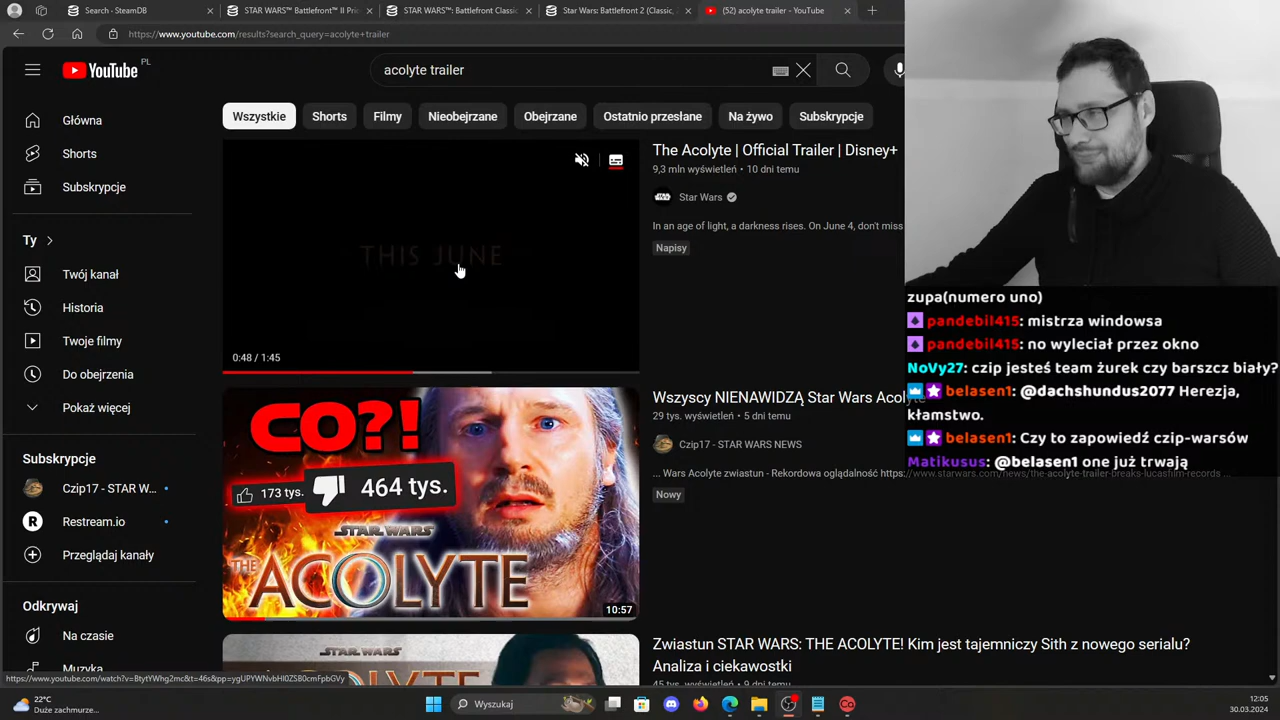 Search - SteamDB
STAR WARS™ Battlefront™ II Pric
STAR WARS™: Battlefront Classic
Star Wars: Battlefront 2 (Classic,
(52) acolyte trailer - YouTube
https://www.youtube.com/results?search_query=acolyte+trailer
YouTube PL
acolyte trailer
Wszystkie
Shorts
Filmy
Nieobejrzane
Obejrzane
Ostatnio przesłane
Na żywo
Subskrypcje
Główna
Shorts
Subskrypcje
Ty
Twój kanał
Historia
Twoje filmy
Do obejrzenia
Pokaż więcej
Subskrypcje
Czip17 - STAR W...
Restream.io
Przeglądaj kanały
Odkrywaj
Na czasie
Muzyka
THIS JUNE
0:48 / 1:45
The Acolyte | Official Trailer | Disney+
9,3 mln wyświetleń • 10 dni temu
Star Wars
In an age of light, a darkness rises. On June 4, don't miss
Napisy
CO?!
173 tys.
464 tys.
STAR WARS
THE ACOLYTE
10:57
Wszyscy NIENAWIDZĄ Star Wars Acolyte
29 tys. wyświetleń • 5 dni temu
Czip17 - STAR WARS NEWS
... Wars Acolyte zwiastun - Rekordowa oglądalność https://www.starwars.com/news/the-acolyte-trailer-breaks-lucasfilm-records ...
Nowy
STAR WARS
Zwiastun STAR WARS: THE ACOLYTE! Kim jest tajemniczy Sith z nowego serialu?
Analiza i ciekawostki
45 tys. wyświetleń • 9 dni temu
zupa(numero uno)
pandebil415: mistrza windowsa
pandebil415: no wyleciał przez okno
NoVy27: czip jesteś team żurek czy barszcz biały?
belasen1: @dachshundus2077 Herezja,
kłamstwo.
belasen1: Czy to zapowiedź czip-warsów
Matikusus: @belasen1 one już trwają
https://www.youtube.com/watch?v=BtytYWhg2mc&t=46s&pp=ygUPYWNvbHl0ZSB0cmFpbGVy
22°C
Duże zachmurze...
Wyszukaj
12:05
30.03.2024